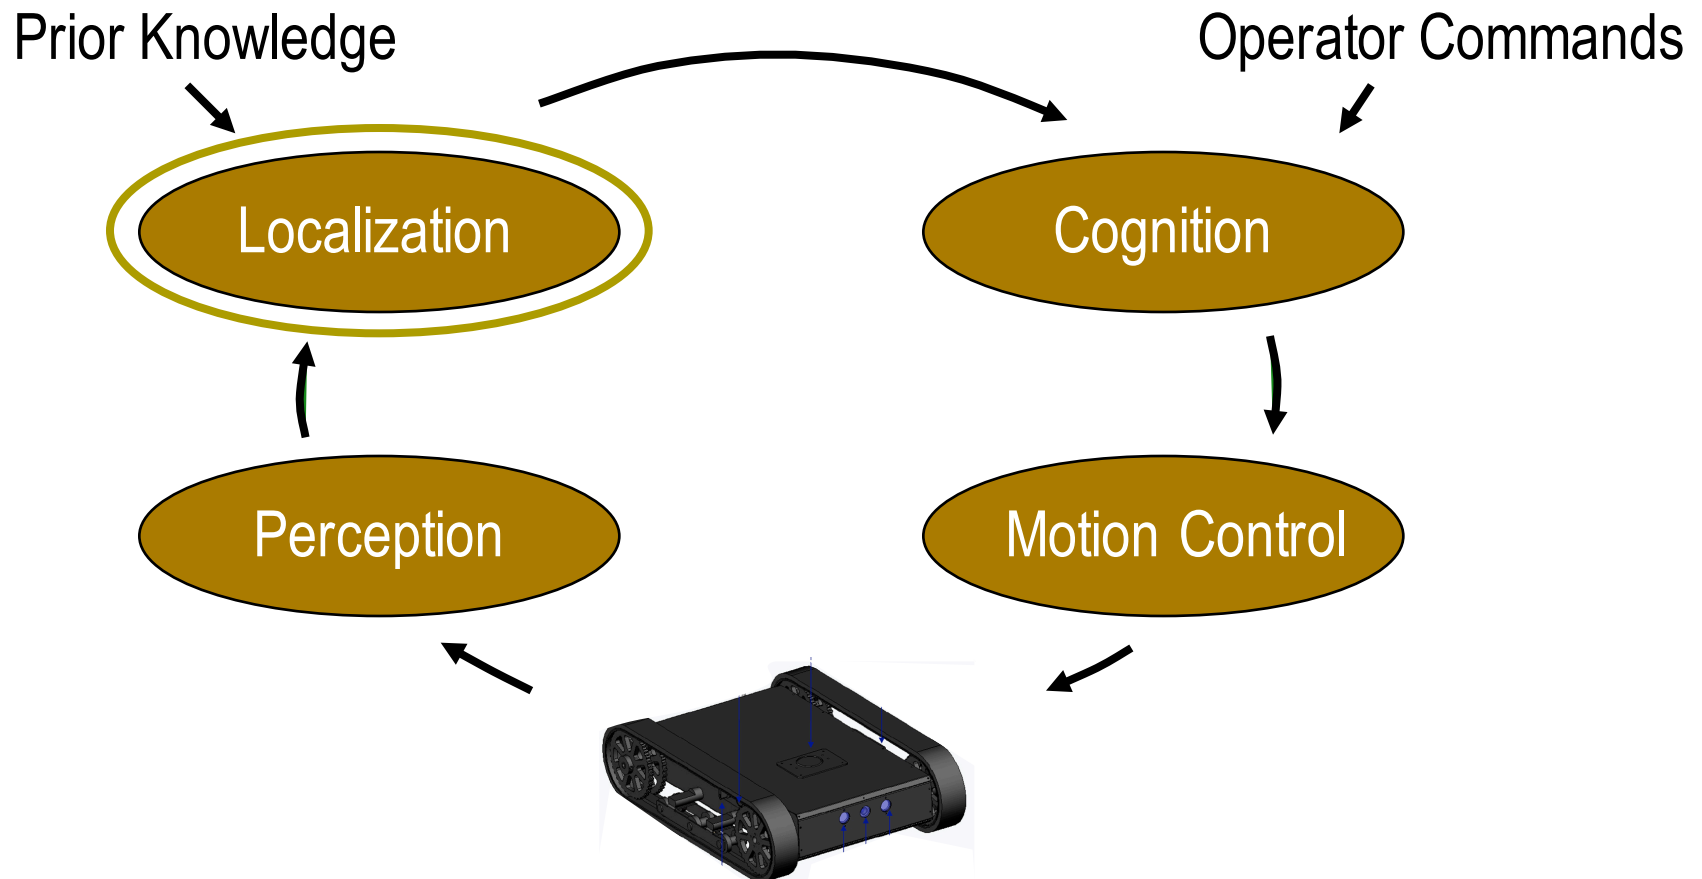 Prior Knowledge
Operator Commands
Localization
Cognition
Perception
Motion Control